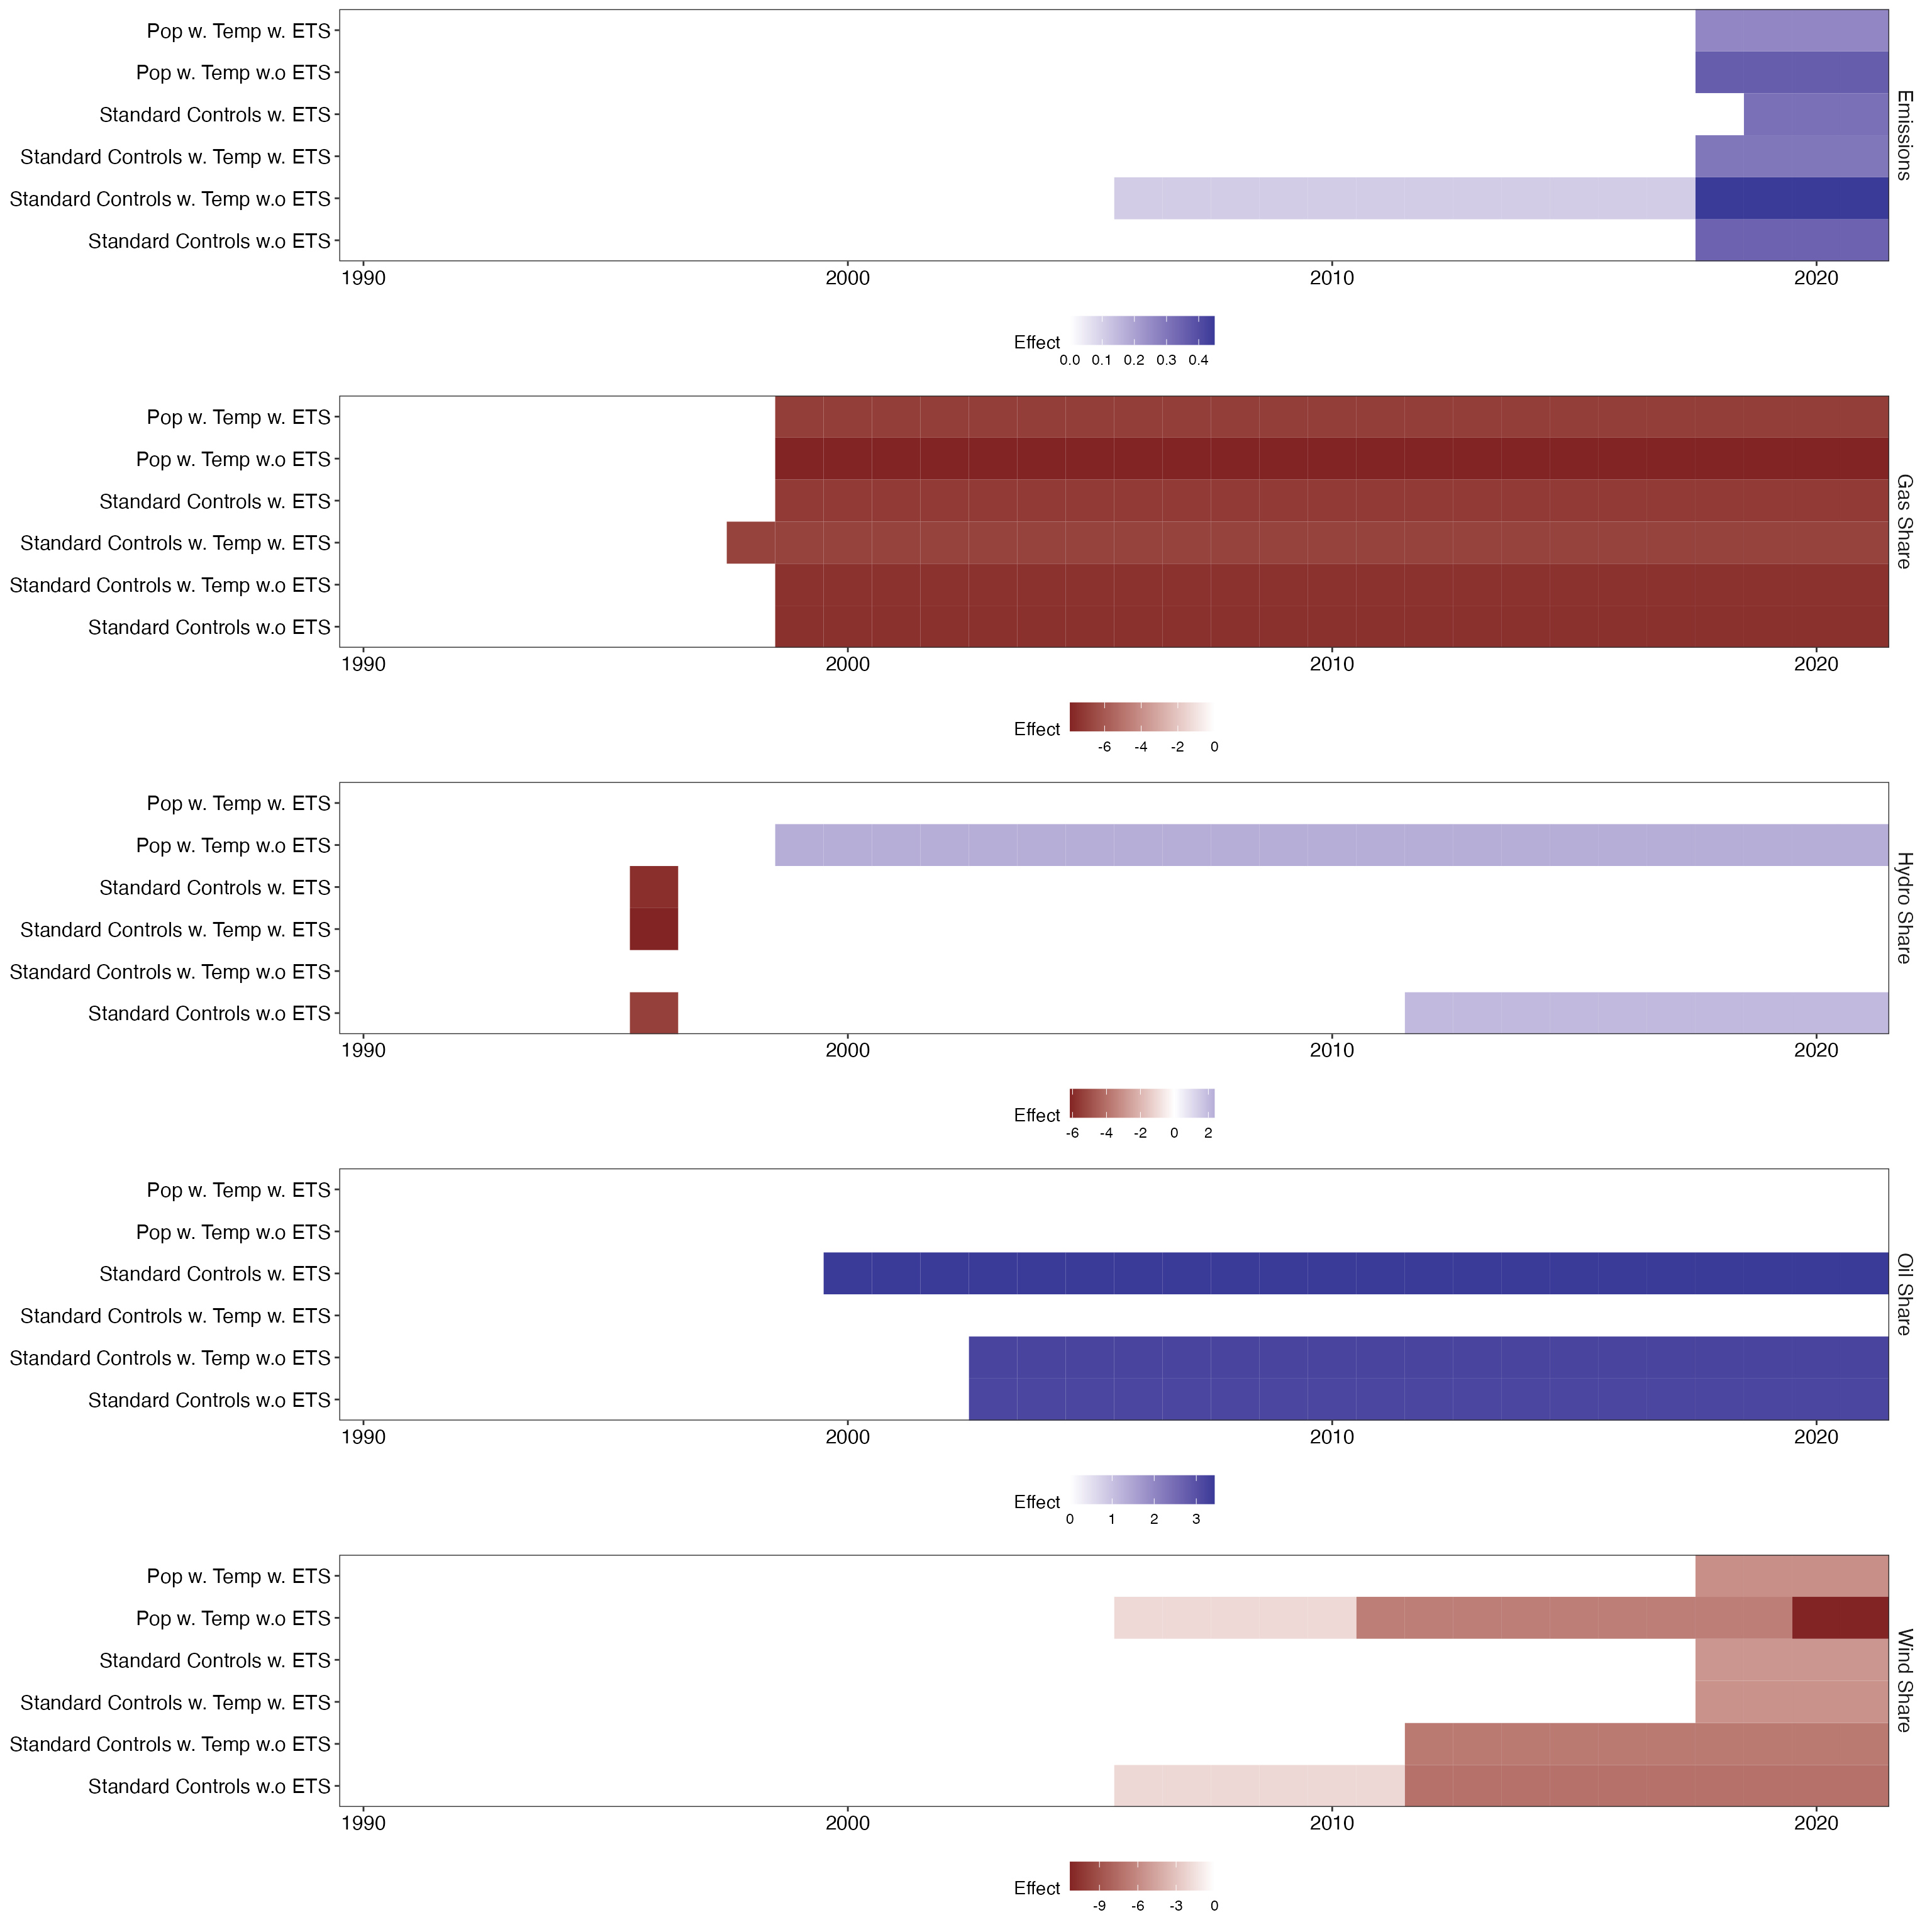 Pop w. Temp w. ETS
Pop w. Temp w.o ETS
Standard Controls w. ETS
Standard Controls w. Temp w. ETS
Standard Controls w. Temp w.o ETS
Standard Controls w.o ETS
Emissions
1990 2000 2010 2020
Effect
0.0 0.1 0.2 0.3 0.4
Pop w. Temp w. ETS
Pop w. Temp w.o ETS
Standard Controls w. ETS
Standard Controls w. Temp w. ETS
Standard Controls w. Temp w.o ETS
Standard Controls w.o ETS
Gas Share
1990 2000 2010 2020
Effect
-6 -4 -2 0
Pop w. Temp w. ETS
Pop w. Temp w.o ETS
Standard Controls w. ETS
Standard Controls w. Temp w. ETS
Standard Controls w. Temp w.o ETS
Standard Controls w.o ETS
Hydro Share
1990 2000 2010 2020
Effect
-6 -4 -2 0 2
Pop w. Temp w. ETS
Pop w. Temp w.o ETS
Standard Controls w. ETS
Standard Controls w. Temp w. ETS
Standard Controls w. Temp w.o ETS
Standard Controls w.o ETS
Oil Share
1990 2000 2010 2020
Effect
0 1 2 3
Pop w. Temp w. ETS
Pop w. Temp w.o ETS
Standard Controls w. ETS
Standard Controls w. Temp w. ETS
Standard Controls w. Temp w.o ETS
Standard Controls w.o ETS
Wind Share
1990 2000 2010 2020
Effect
-9 -6 -3 0